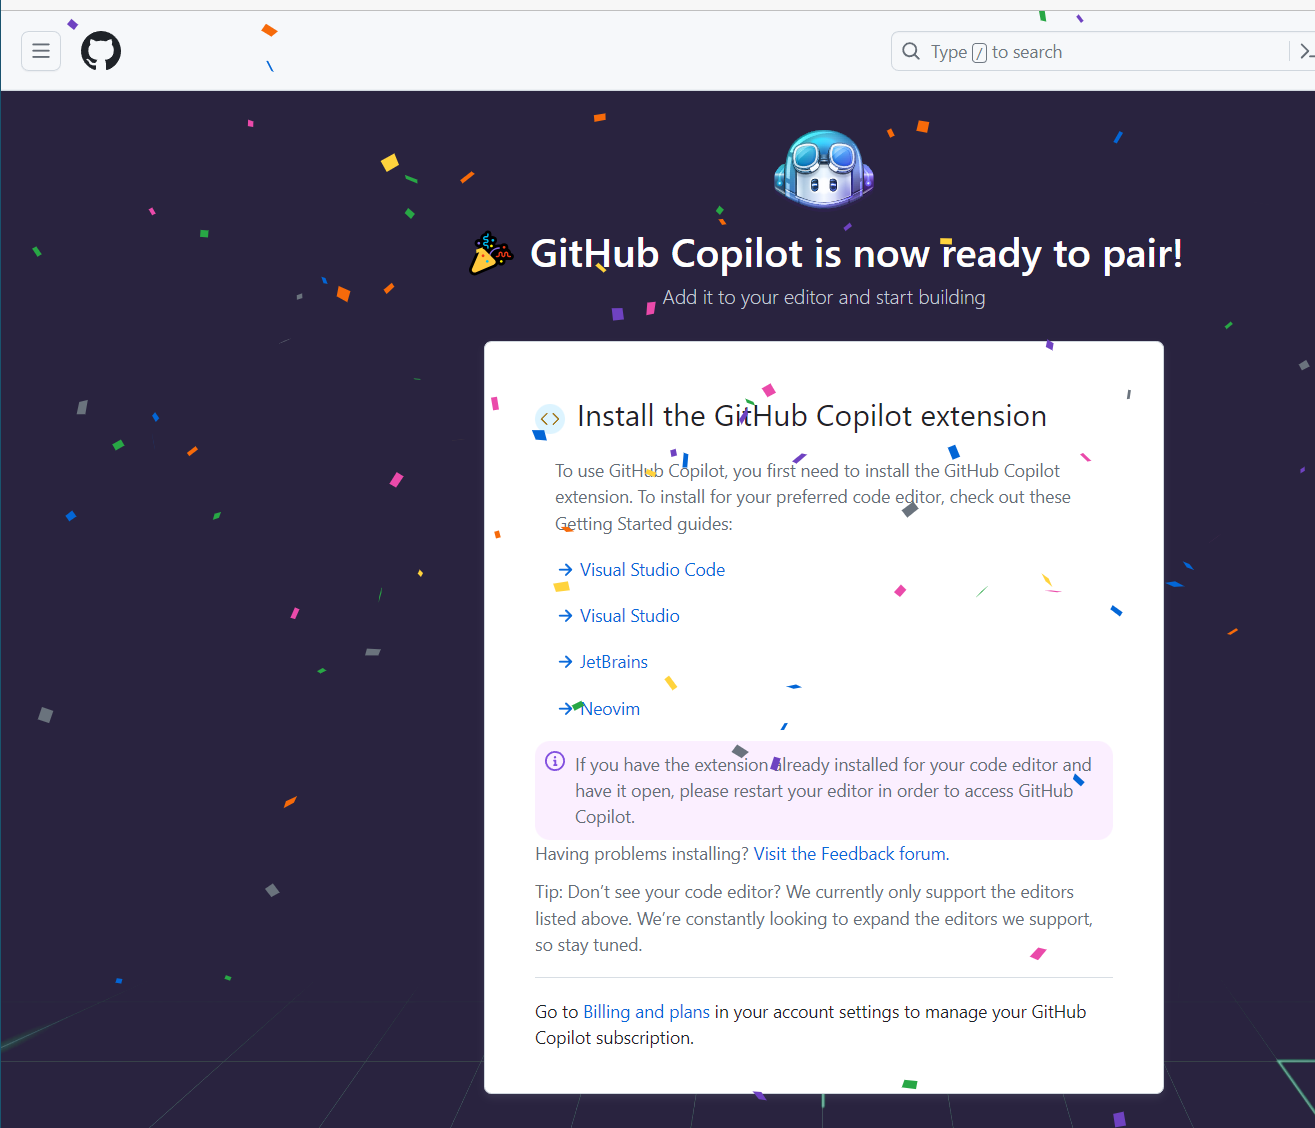 Type / to search
GitHub Copilot is now ready to pair!
Add it to your editor and start building
Install the GitHub Copilot extension
To use GitHub Copilot, you first need to install the GitHub Copilot
extension. To install for your preferred code editor, check out these
Getting Started guides:
Visual Studio Code
Visual Studio
JetBrains
Neovim
If you have the extension already installed for your code editor and
have it open, please restart your editor in order to access GitHub
Copilot.
Having problems installing? Visit the Feedback forum.
Tip: Don’t see your code editor? We currently only support the editors
listed above. We’re constantly looking to expand the editors we support,
so stay tuned.
Go to Billing and plans in your account settings to manage your GitHub
Copilot subscription.